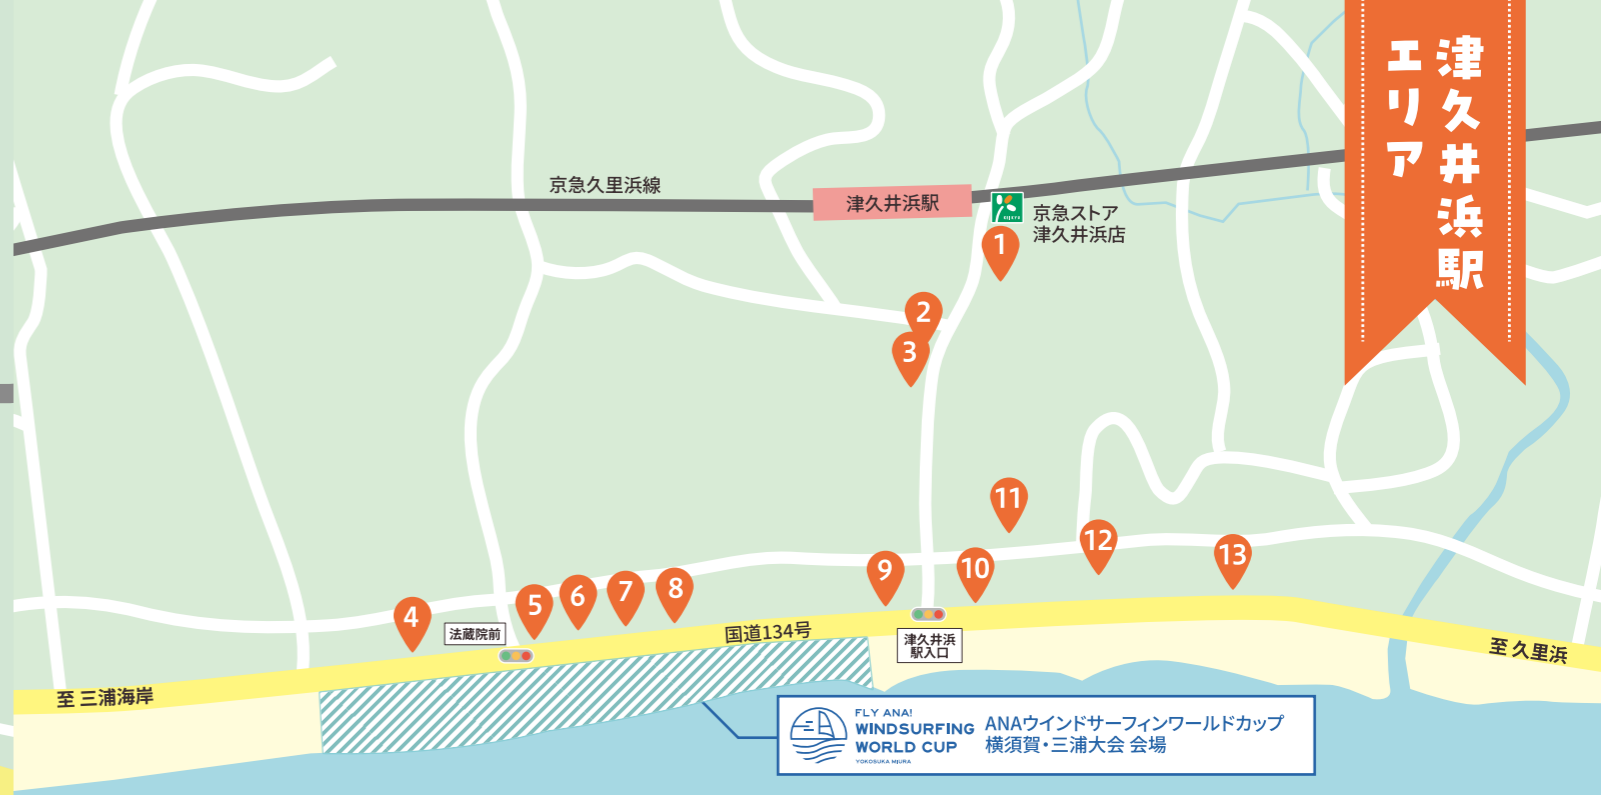 津久井浜駅
エリア
京急久里浜線
津久井浜駅
京急ストア
津久井浜店
1
2
3
4
5
6
7
8
9
10
11
12
13
法蔵院前
国道134号
津久井浜
駅入口
至 三浦海岸
至 久里浜
FLY ANA!
WINDSURFING
WORLD CUP
YOKOSUKA MIURA
ANAウインドサーフィンワールドカップ
横須賀・三浦大会 会場